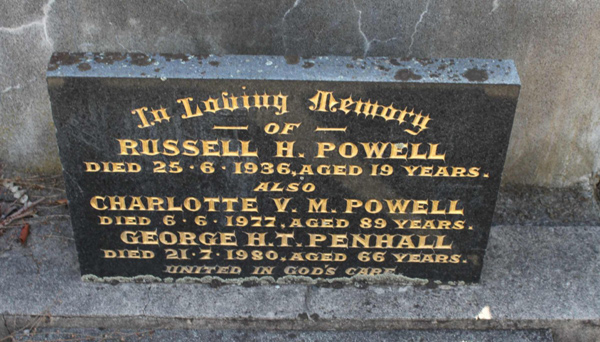 In Loving Memory
— OF —
RUSSELL H. POWELL
DIED 25·6·1936, AGED 19 YEARS.
ALSO
CHARLOTTE V. M. POWELL
DIED 6·6·1977, AGED 89 YEARS.
GEORGE H.T. PENHALL
DIED 21·7·1980, AGED 66 YEARS.
UNITED IN GOD'S CARE